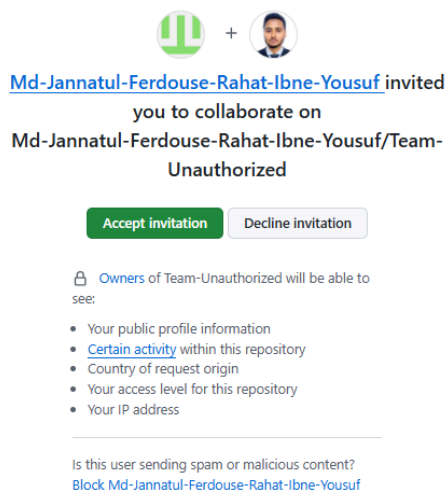 +
Md-Jannatul-Ferdouse-Rahat-Ibne-Yousuf invited
you to collaborate on
Md-Jannatul-Ferdouse-Rahat-Ibne-Yousuf/Team-
Unauthorized
Accept invitation Decline invitation
Owners of Team-Unauthorized will be able to
see:
• Your public profile information
• Certain activity within this repository
• Country of request origin
• Your access level for this repository
• Your IP address
Is this user sending spam or malicious content?
Block Md-Jannatul-Ferdouse-Rahat-Ibne-Yousuf